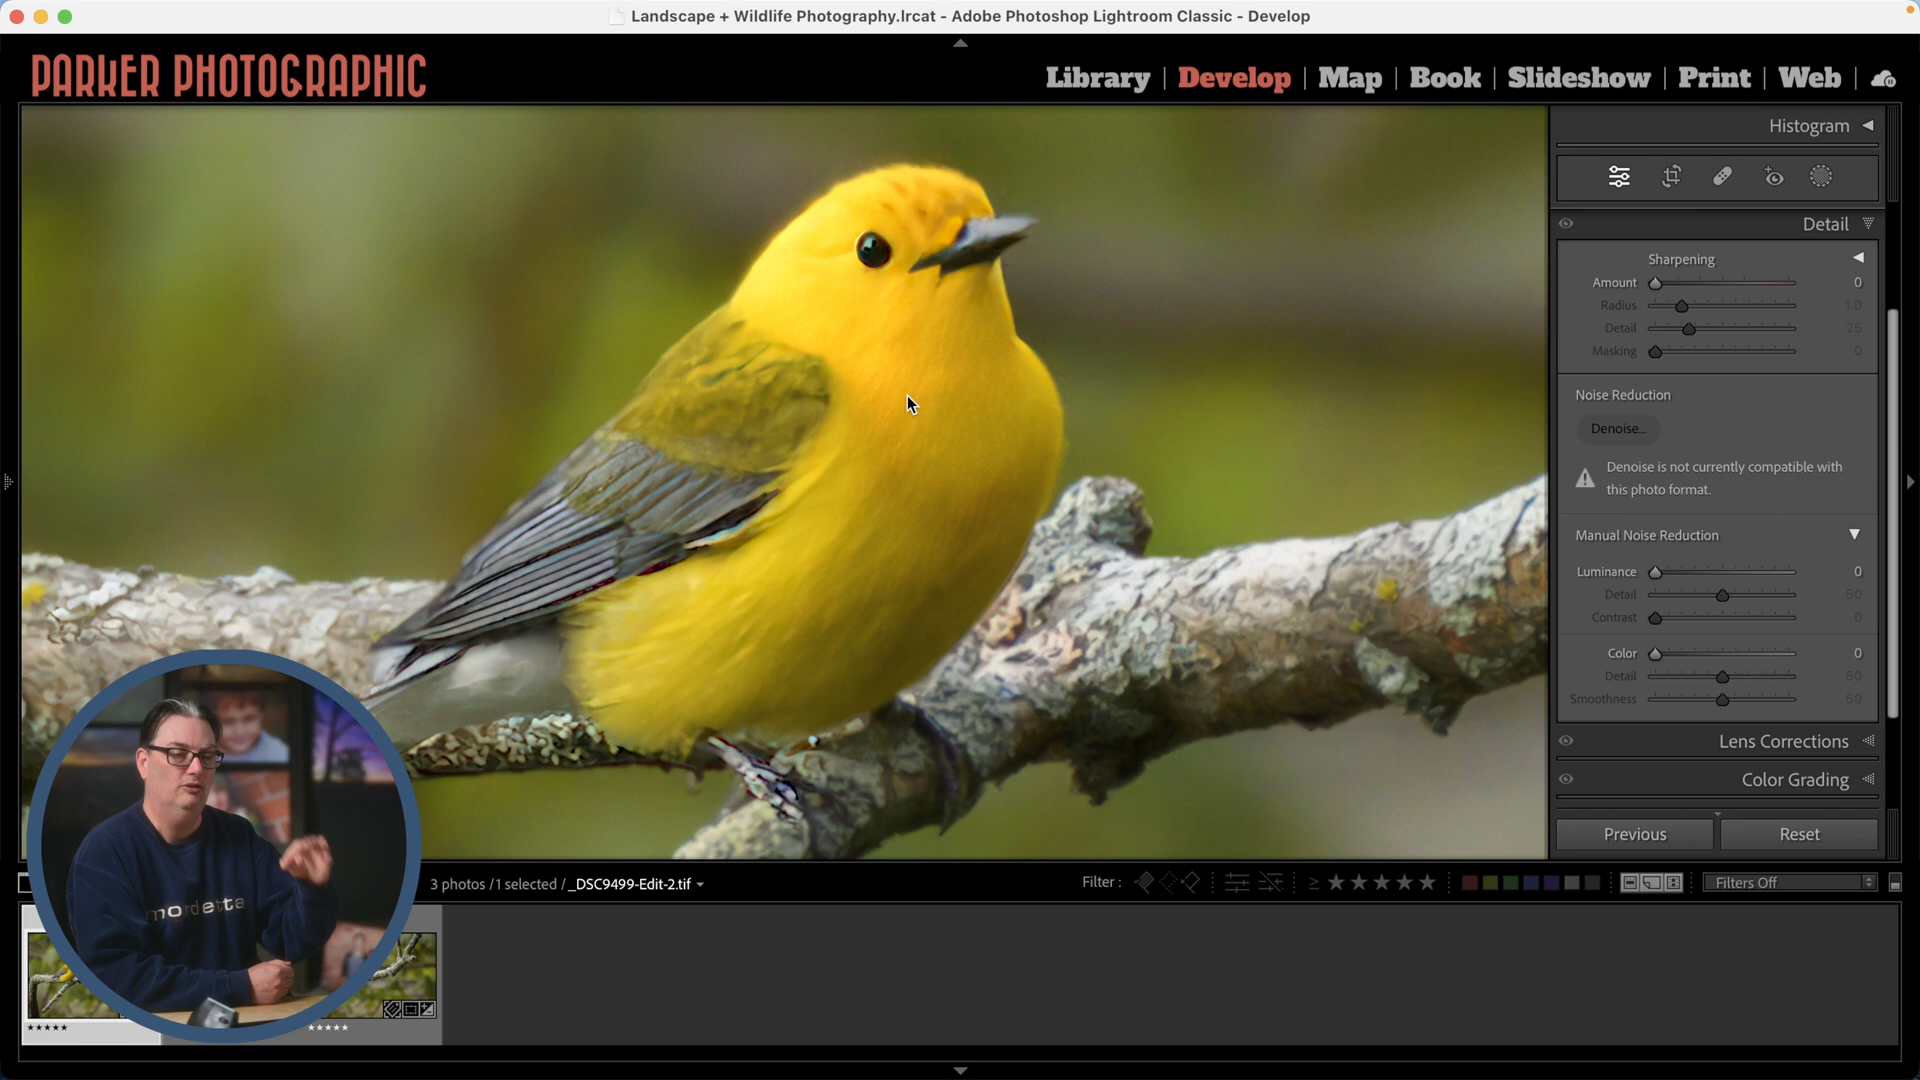 Landscape + Wildlife Photography.lrcat - Adobe Photoshop Lightroom Classic - Develop
PARKER PHOTOGRAPHIC
Library | Develop | Map | Book | Slideshow | Print | Web |
Histogram
Detail
Sharpening
Amount 0
Radius 1.0
Detail 25
Masking 0
Noise Reduction
Denoise...
Denoise is not currently compatible with
this photo format.
Manual Noise Reduction
Luminance 0
Detail 50
Contrast 0
Color 0
Detail 50
Smoothness 50
Lens Corrections
Color Grading
Previous Reset
3 photos / 1 selected / _DSC9499-Edit-2.tif
Filter : ≥ ★★★★★ Filters Off
mordetta
★★★★★ ★★★★★